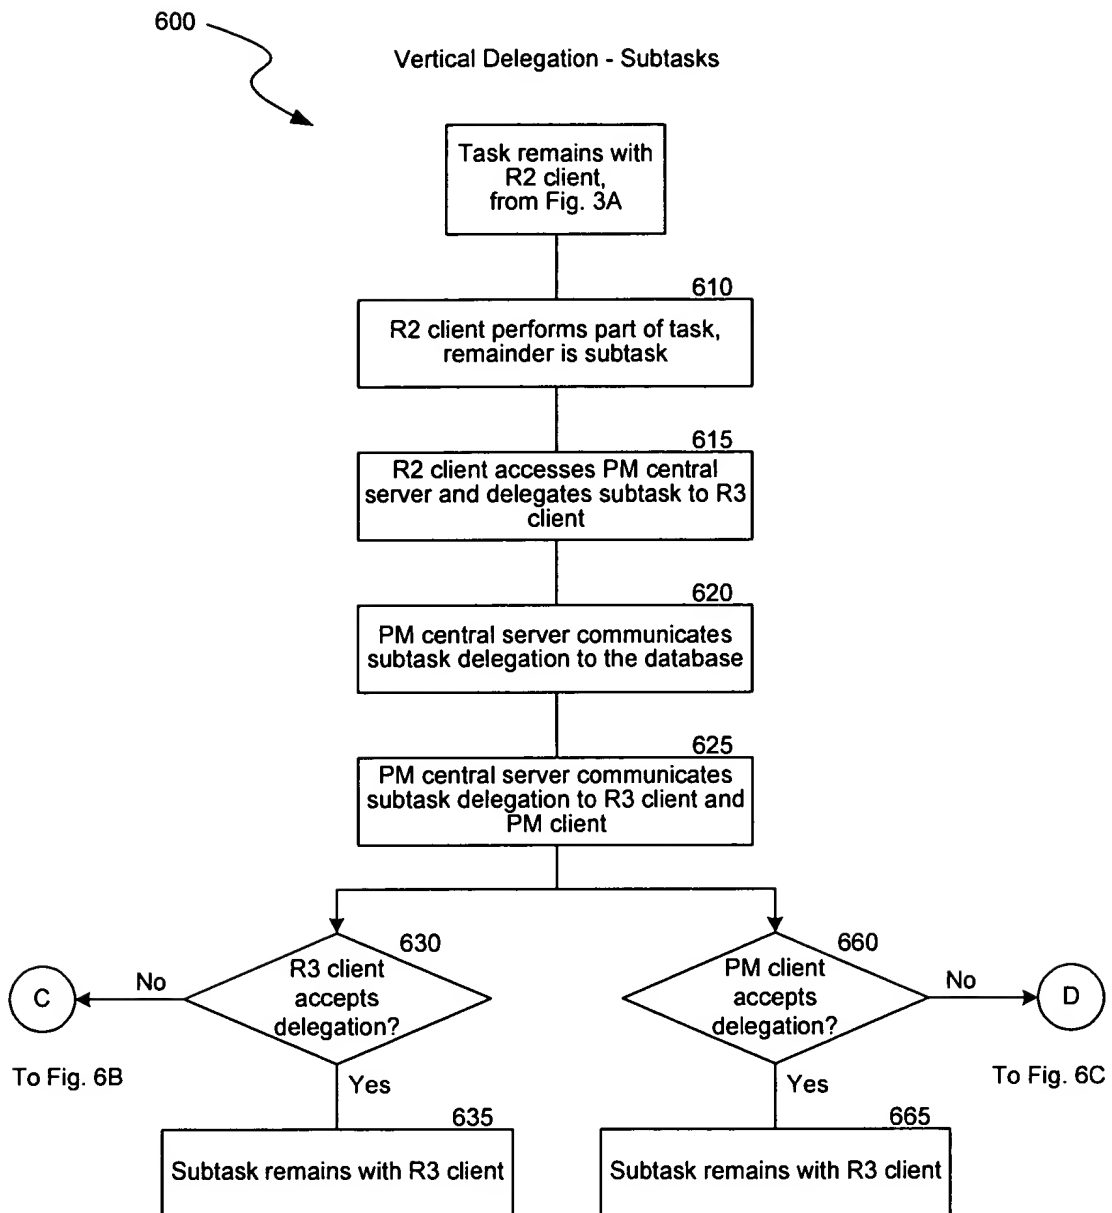 600
Vertical Delegation - Subtasks
Task remains with
R2 client,
from Fig. 3A
610
R2 client performs part of task,
remainder is subtask
615
R2 client accesses PM central
server and delegates subtask to R3
client
620
PM central server communicates
subtask delegation to the database
625
PM central server communicates
subtask delegation to R3 client and
PM client
630
R3 client
accepts
delegation?
No
C
To Fig. 6B
Yes
635
Subtask remains with R3 client
660
PM client
accepts
delegation?
No
D
To Fig. 6C
Yes
665
Subtask remains with R3 client